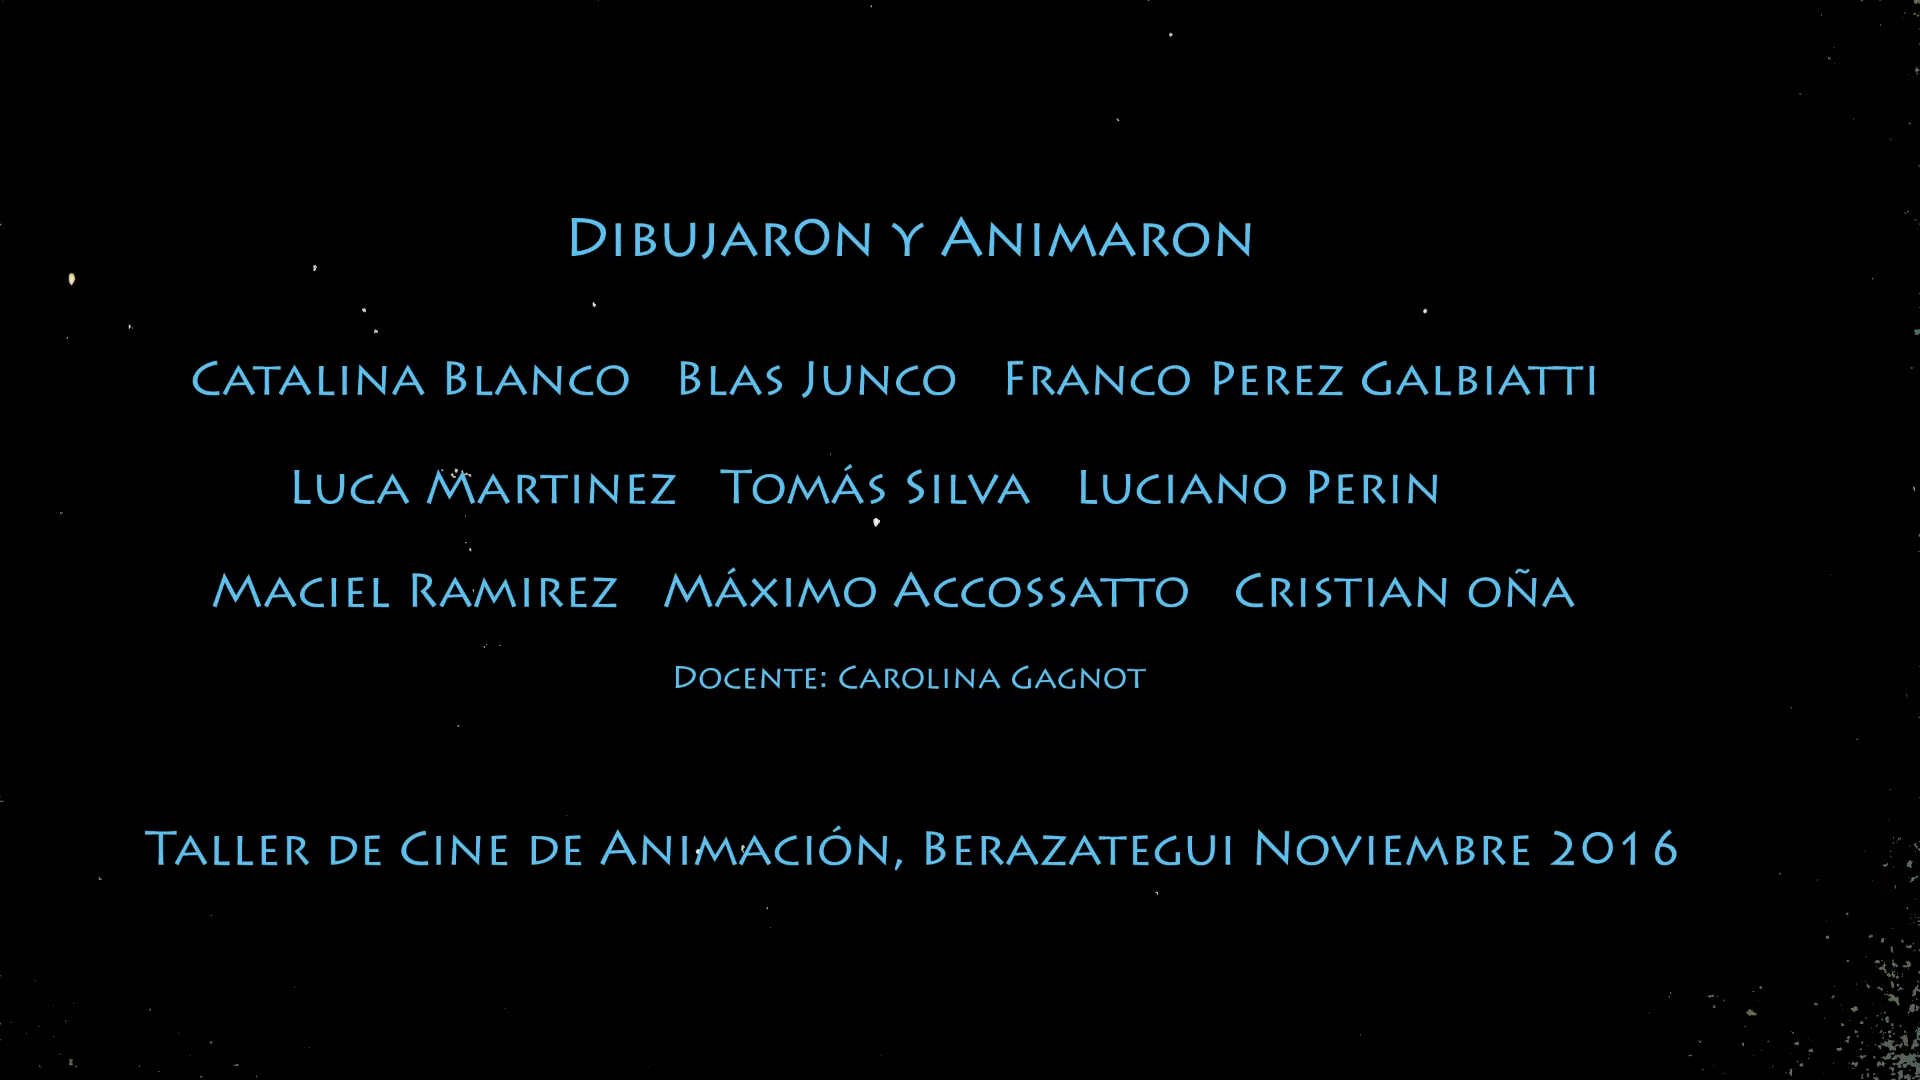 Dibujar0n y Animaron
Catalina Blanco Blas Junco Franco Perez Galbiatti
Luca Martinez Tomás Silva Luciano Perin
Maciel Ramirez Máximo Accossatto Cristian oña
Docente: Carolina Gagnot
Taller de Cine de Animación, Berazategui Noviembre 2016